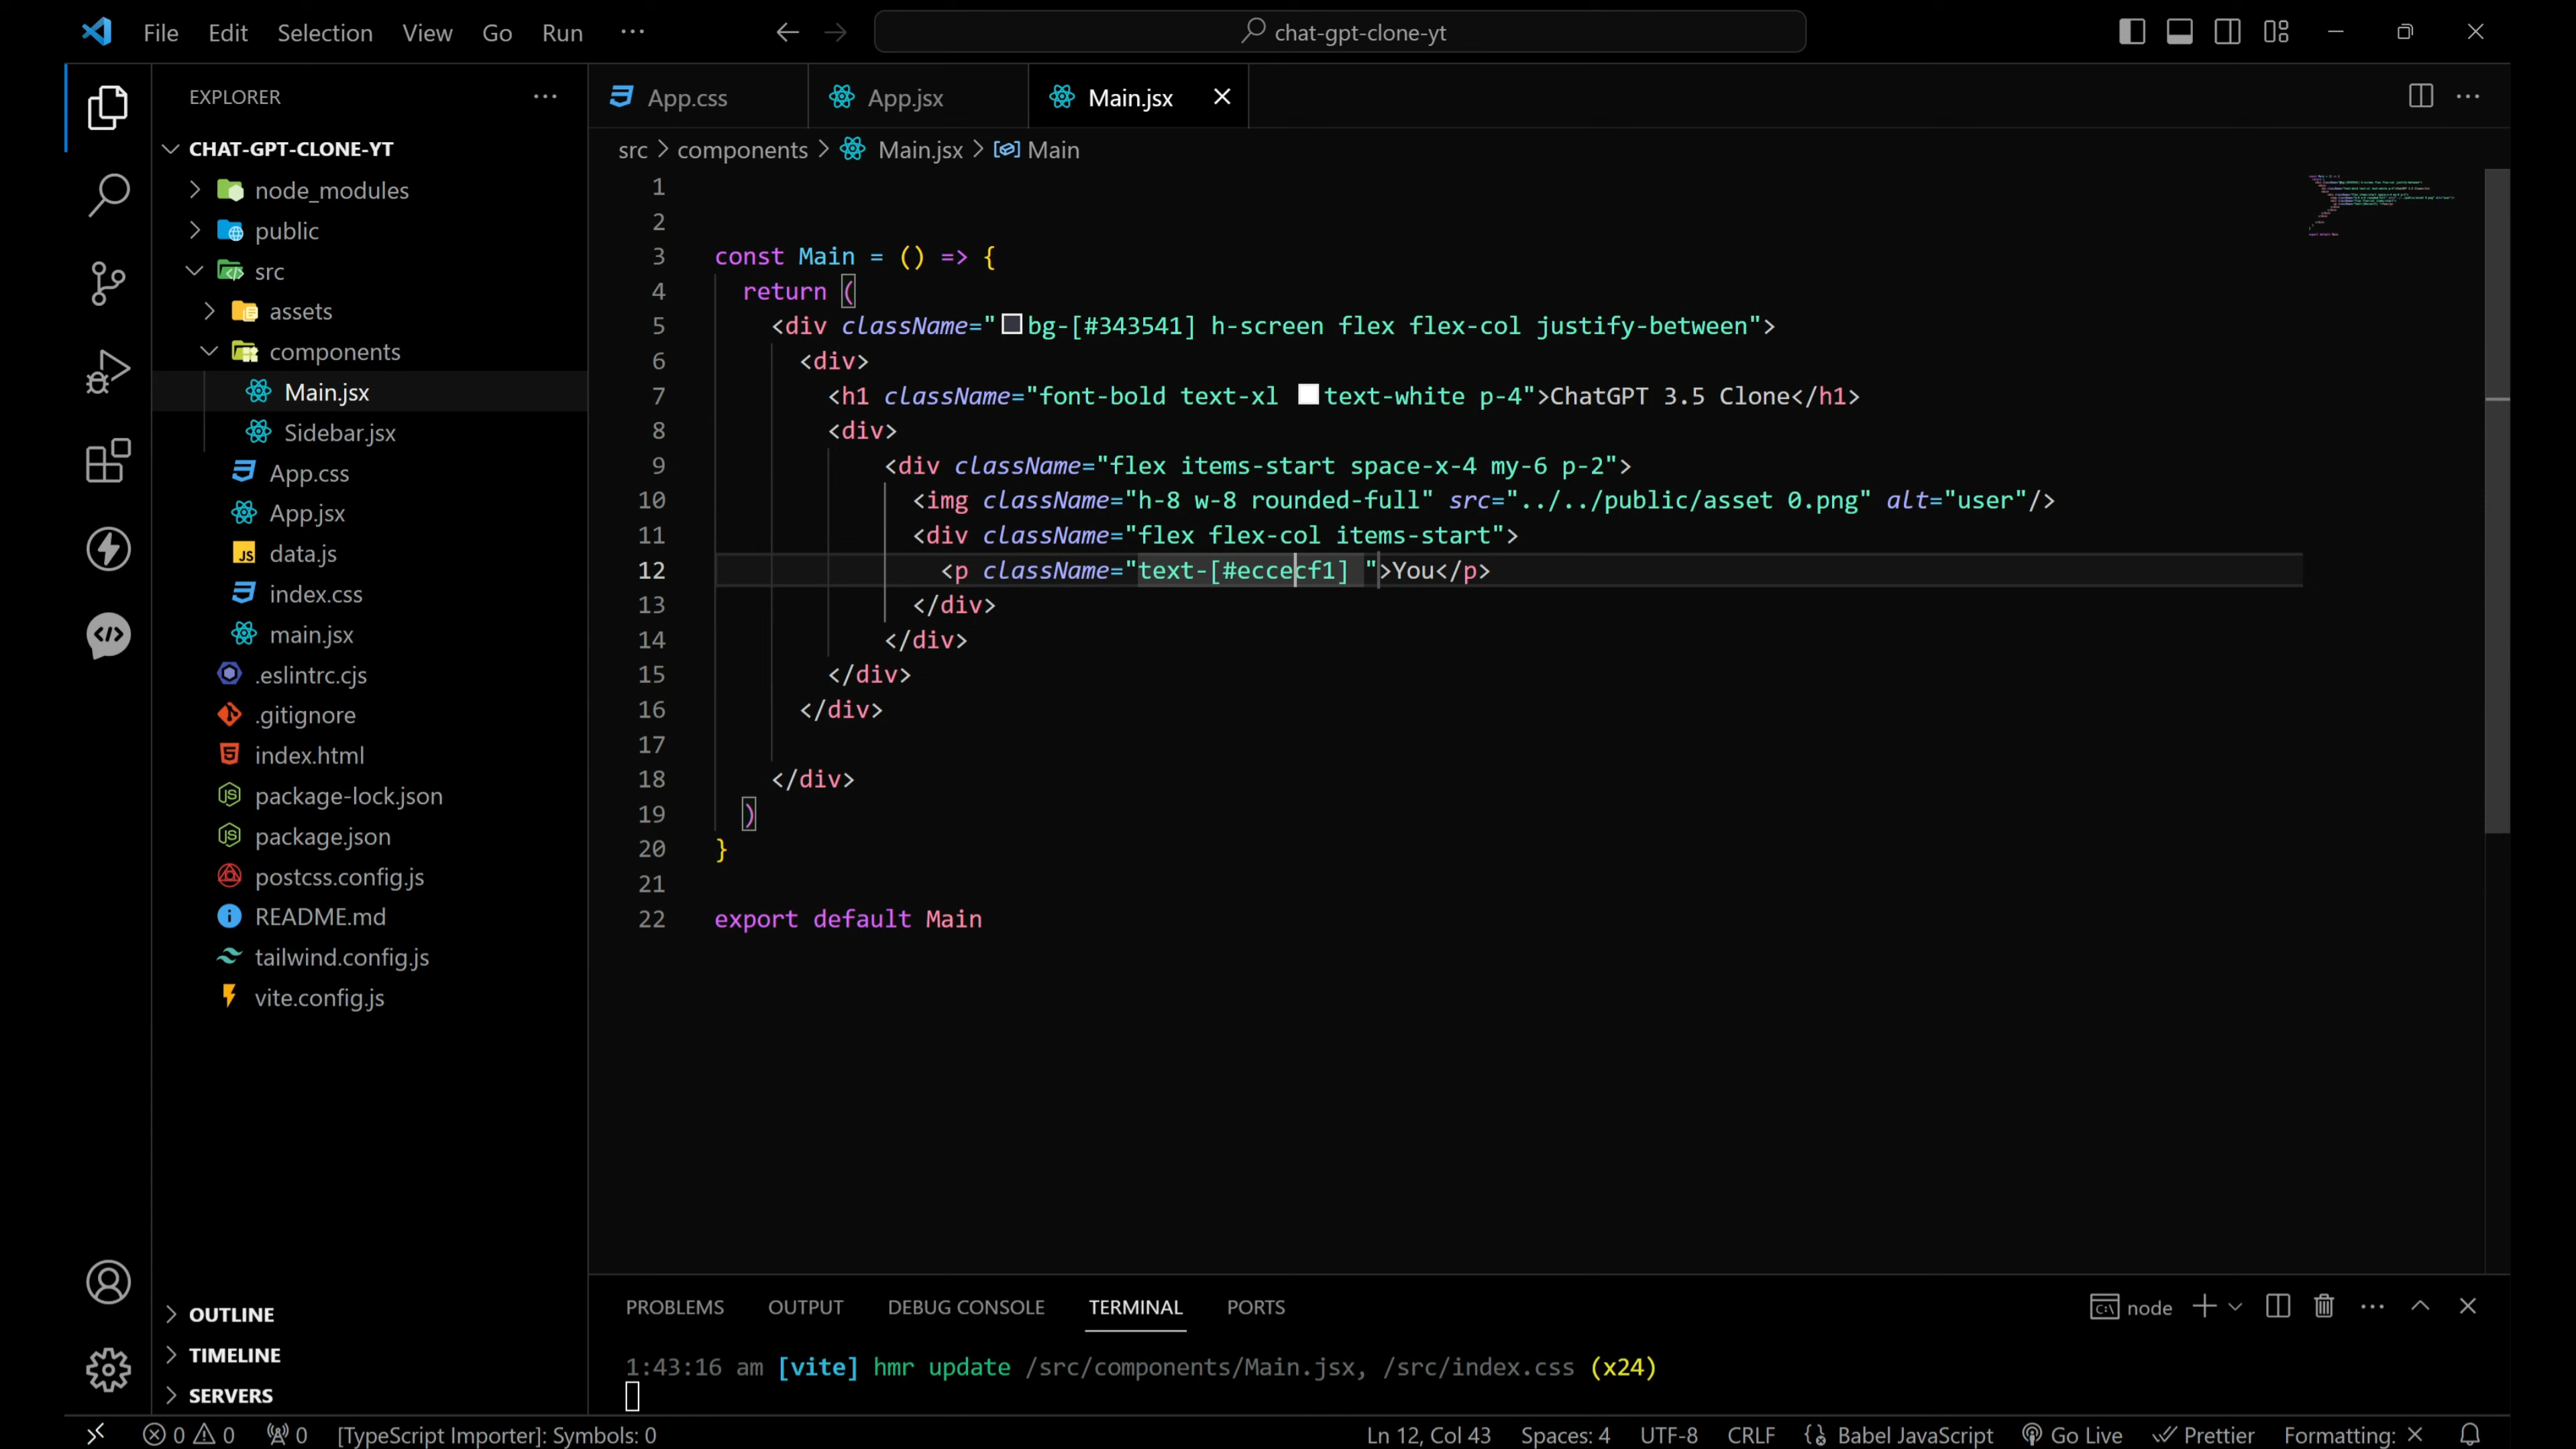 File Edit Selection View Go Run ··· chat-gpt-clone-yt
EXPLORER
CHAT-GPT-CLONE-YT
node_modules
public
src
assets
components
Main.jsx
Sidebar.jsx
App.css
App.jsx
data.js
index.css
main.jsx
.eslintrc.cjs
.gitignore
index.html
package-lock.json
package.json
postcss.config.js
README.md
tailwind.config.js
vite.config.js
OUTLINE
TIMELINE
SERVERS
App.css App.jsx Main.jsx
src > components > Main.jsx > Main
1
2
3 const Main = () => {
4 return (
5 <div className="bg-[#343541] h-screen flex flex-col justify-between">
6 <div>
7 <h1 className="font-bold text-xl text-white p-4">ChatGPT 3.5 Clone</h1>
8 <div>
9 <div className="flex items-start space-x-4 my-6 p-2">
10 <img className="h-8 w-8 rounded-full" src="../../public/asset 0.png" alt="user"/>
11 <div className="flex flex-col items-start">
12 <p className="text-[#eccecf1] ">You</p>
13 </div>
14 </div>
15 </div>
16 </div>
17
18 </div>
19 )
20 }
21
22 export default Main
PROBLEMS OUTPUT DEBUG CONSOLE TERMINAL PORTS node
1:43:16 am [vite] hmr update /src/components/Main.jsx, /src/index.css (x24)
0 0 0 [TypeScript Importer]: Symbols: 0 Ln 12, Col 43 Spaces: 4 UTF-8 CRLF Babel JavaScript Go Live Prettier Formatting: ×